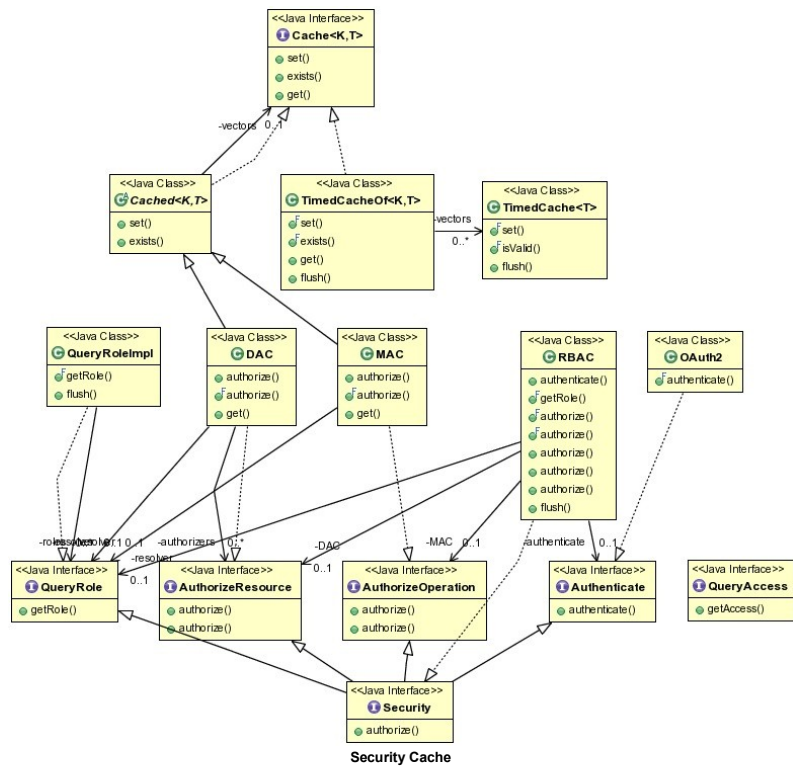 <<Java Interface>>
Cache<K,T>
set()
exists()
get()
-vectors 0..1
<<Java Class>>
Cached<K,T>
set()
exists()
<<Java Class>>
TimedCacheOf<K,T>
set()
exists()
get()
flush()
-vectors
0..*
<<Java Class>>
TimedCache<T>
set()
isValid()
flush()
<<Java Class>>
QueryRoleImpl
getRole()
flush()
<<Java Class>>
DAC
authorize()
authorize()
get()
<<Java Class>>
MAC
authorize()
authorize()
get()
<<Java Class>>
RBAC
authenticate()
getRole()
authorize()
authorize()
authorize()
authorize()
authorize()
flush()
<<Java Class>>
OAuth2
authenticate()
0..1
-authorizers 0..*
-resolver
0..1
-DAC
0..1
-MAC 0..1
-authenticate 0..1
<<Java Interface>>
QueryRole
getRole()
<<Java Interface>>
AuthorizeResource
authorize()
authorize()
<<Java Interface>>
AuthorizeOperation
authorize()
authorize()
<<Java Interface>>
Authenticate
authenticate()
<<Java Interface>>
QueryAccess
getAccess()
<<Java Interface>>
Security
authorize()
Security Cache